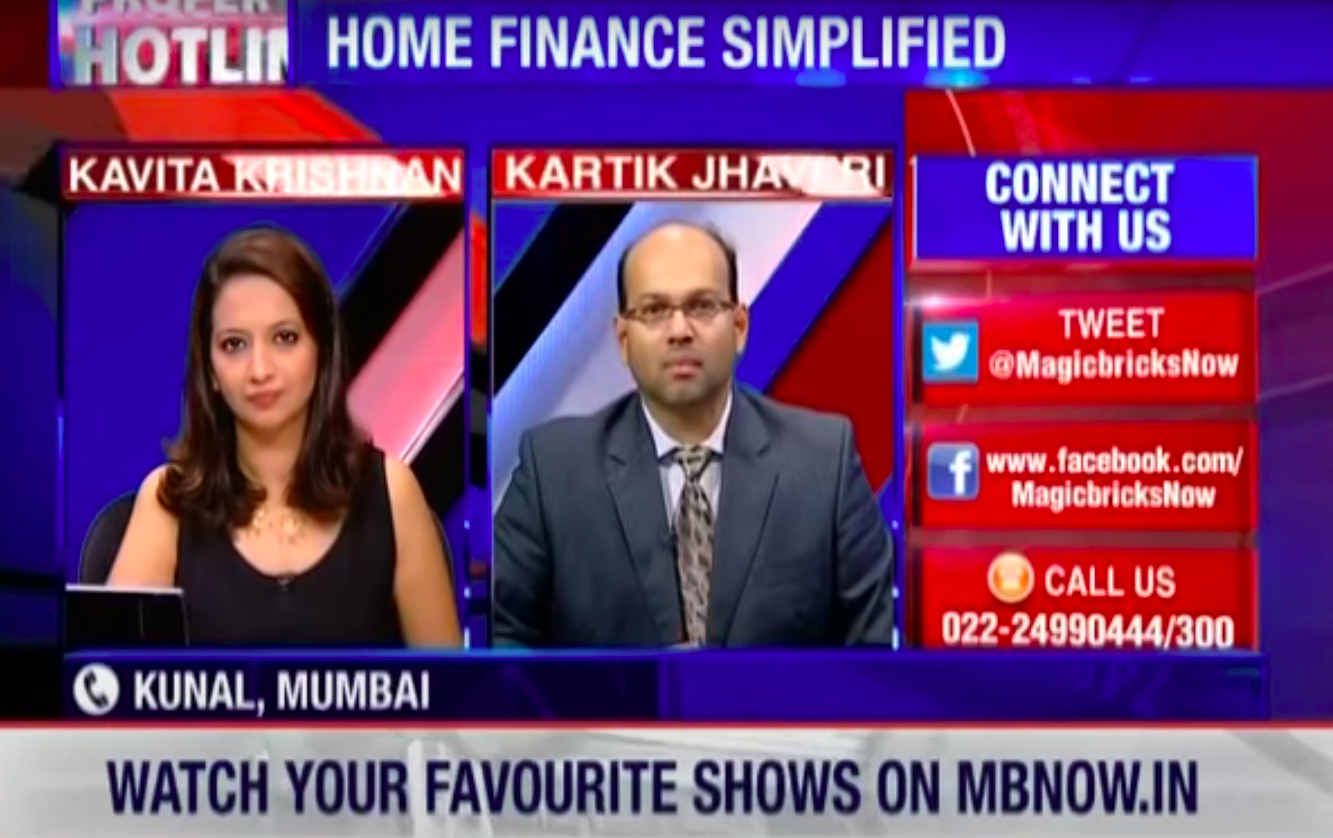 HOME FINANCE SIMPLIFIED
KAVITA KRISHNAN
KARTIK JHAVERI
CONNECT
WITH US
TWEET
@MagicbricksNow
f
www.facebook.com/
MagicbricksNow
CALL US
022-24990444/300
KUNAL, MUMBAI
WATCH YOUR FAVOURITE SHOWS ON MBNOW.IN